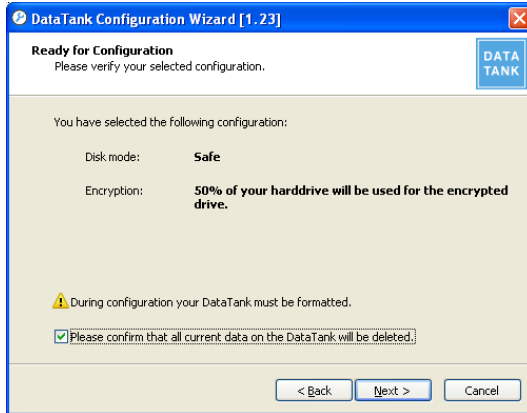 DataTank Configuration Wizard [1.23]
Ready for Configuration
Please verify your selected configuration.
DATA
TANK
You have selected the following configuration:
Disk mode: Safe
Encryption: 50% of your harddrive will be used for the encrypted
drive.
During configuration your DataTank must be formatted.
Please confirm that all current data on the DataTank will be deleted.
< Back Next > Cancel